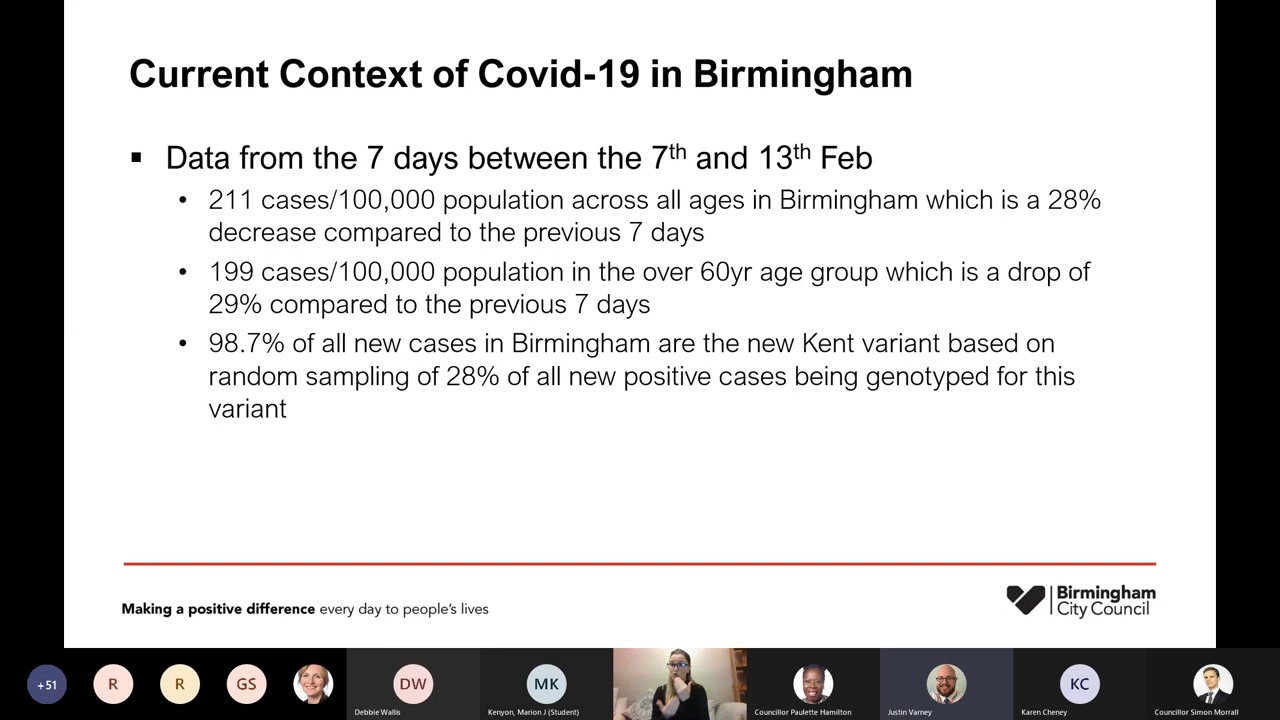 Current Context of Covid-19 in Birmingham
▪ Data from the 7 days between the 7th and 13th Feb
• 211 cases/100,000 population across all ages in Birmingham which is a 28%
decrease compared to the previous 7 days
• 199 cases/100,000 population in the over 60yr age group which is a drop of
29% compared to the previous 7 days
• 98.7% of all new cases in Birmingham are the new Kent variant based on
random sampling of 28% of all new positive cases being genotyped for this
variant
Making a positive difference every day to people's lives
Birmingham
City Council
+51
R
R
GS
DW
Debbie Wallis
MK
Kenyon, Marion J (Student)
Councillor Paulette Hamilton
Justin Varney
KC
Karen Cheney
Councillor Simon Morrall